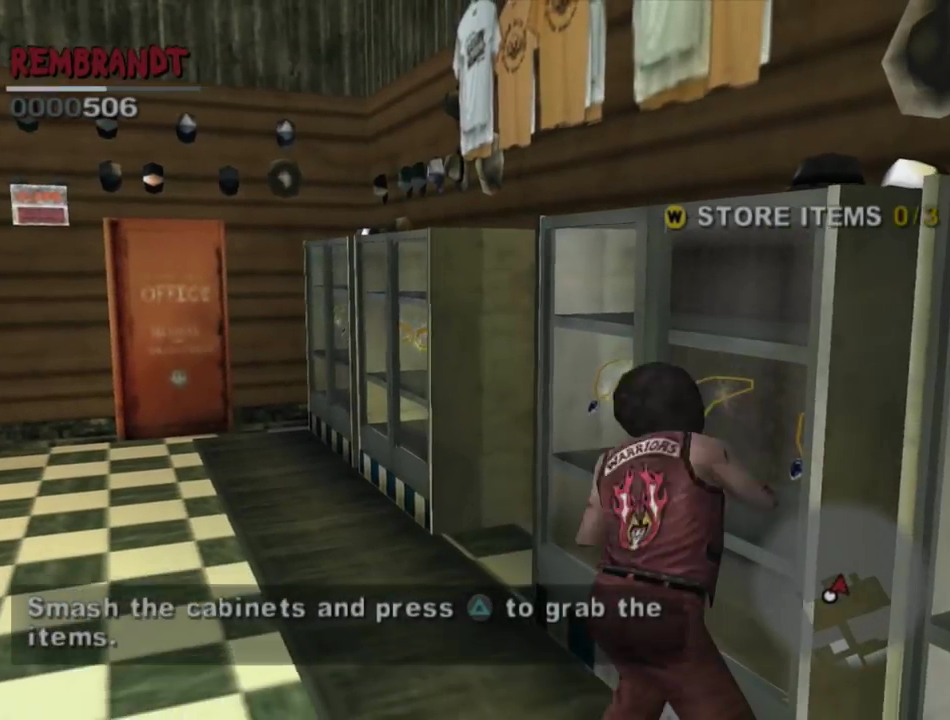 REMBRANDT
0000506
W STORE ITEMS 0/3
OFFICE
WARRIORS
Smash the cabinets and press △ to grab the
items.